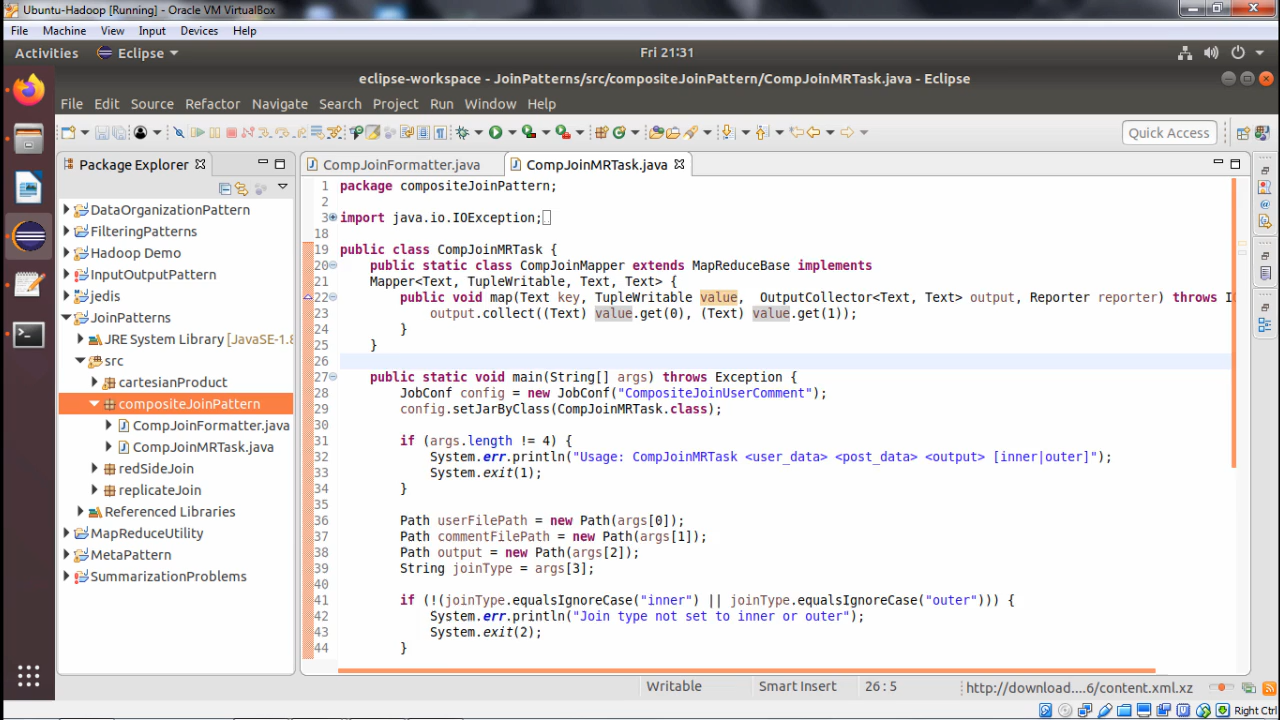 Ubuntu-Hadoop [Running] - Oracle VM VirtualBox
File Machine View Input Devices Help
Activities Eclipse Fri 21:31
eclipse-workspace - JoinPatterns/src/compositeJoinPattern/CompJoinMRTask.java - Eclipse
File Edit Source Refactor Navigate Search Project Run Window Help
Quick Access
Package Explorer
DataOrganizationPattern
FilteringPatterns
Hadoop Demo
InputOutputPattern
jedis
JoinPatterns
JRE System Library [JavaSE-1.8
src
cartesianProduct
compositeJoinPattern
CompJoinFormatter.java
CompJoinMRTask.java
redSideJoin
replicateJoin
Referenced Libraries
MapReduceUtility
MetaPattern
SummarizationProblems
CompJoinFormatter.java CompJoinMRTask.java
1 package compositeJoinPattern;
2
3 import java.io.IOException;
18
19 public class CompJoinMRTask {
20 public static class CompJoinMapper extends MapReduceBase implements
21 Mapper<Text, TupleWritable, Text, Text> {
22 public void map(Text key, TupleWritable value, OutputCollector<Text, Text> output, Reporter reporter) throws I
23 output.collect((Text) value.get(0), (Text) value.get(1));
24 }
25 }
26
27 public static void main(String[] args) throws Exception {
28 JobConf config = new JobConf("CompositeJoinUserComment");
29 config.setJarByClass(CompJoinMRTask.class);
30
31 if (args.length != 4) {
32 System.err.println("Usage: CompJoinMRTask <user_data> <post_data> <output> [inner|outer]");
33 System.exit(1);
34 }
35
36 Path userFilePath = new Path(args[0]);
37 Path commentFilePath = new Path(args[1]);
38 Path output = new Path(args[2]);
39 String joinType = args[3];
40
41 if (!(joinType.equalsIgnoreCase("inner") || joinType.equalsIgnoreCase("outer"))) {
42 System.err.println("Join type not set to inner or outer");
43 System.exit(2);
44 }
Writable Smart Insert 26 : 5 http://download....6/content.xml.xz
Right Ctrl